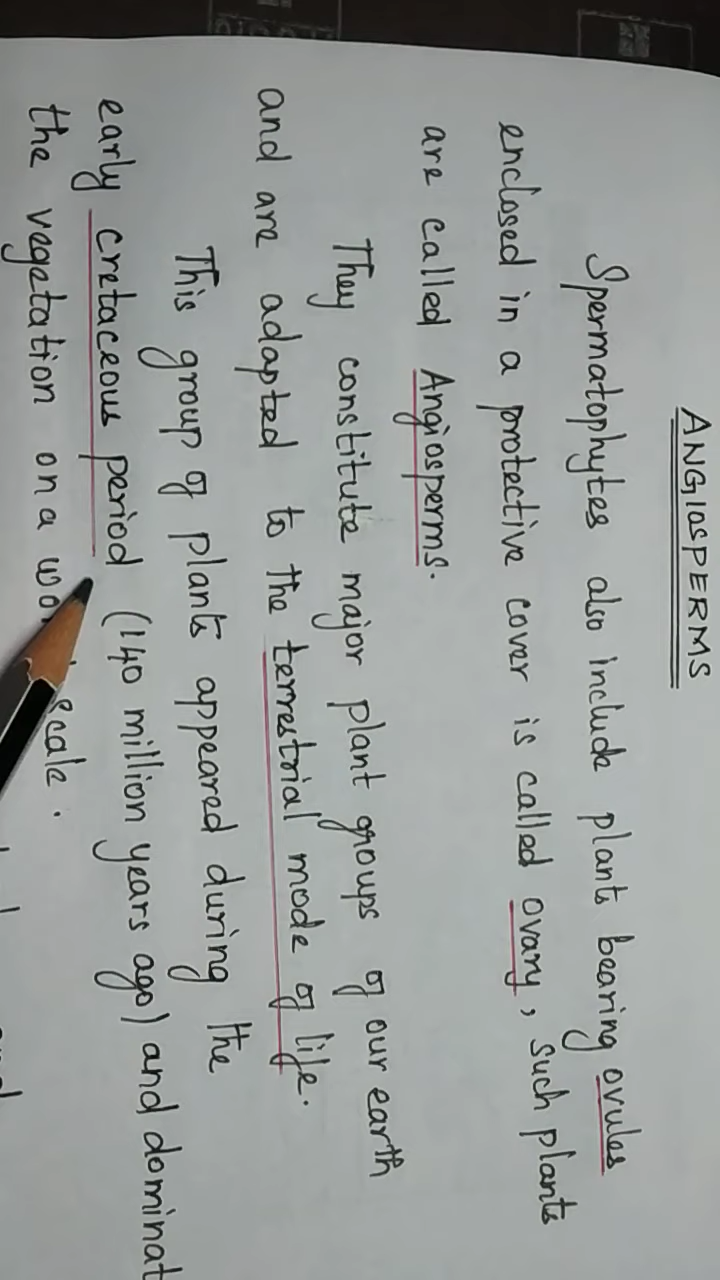 ANGIOSPERMS
Spermatophytes also include plants bearing ovules
enclosed in a protective cover is called ovary, such plants
are called Angiosperms.
They constitute major plant groups of our earth
and are adapted to the terrestrial mode of life.
This group of plants appeared during the
early cretaceous period (140 million years ago) and dominat
the vegetation on a scale.